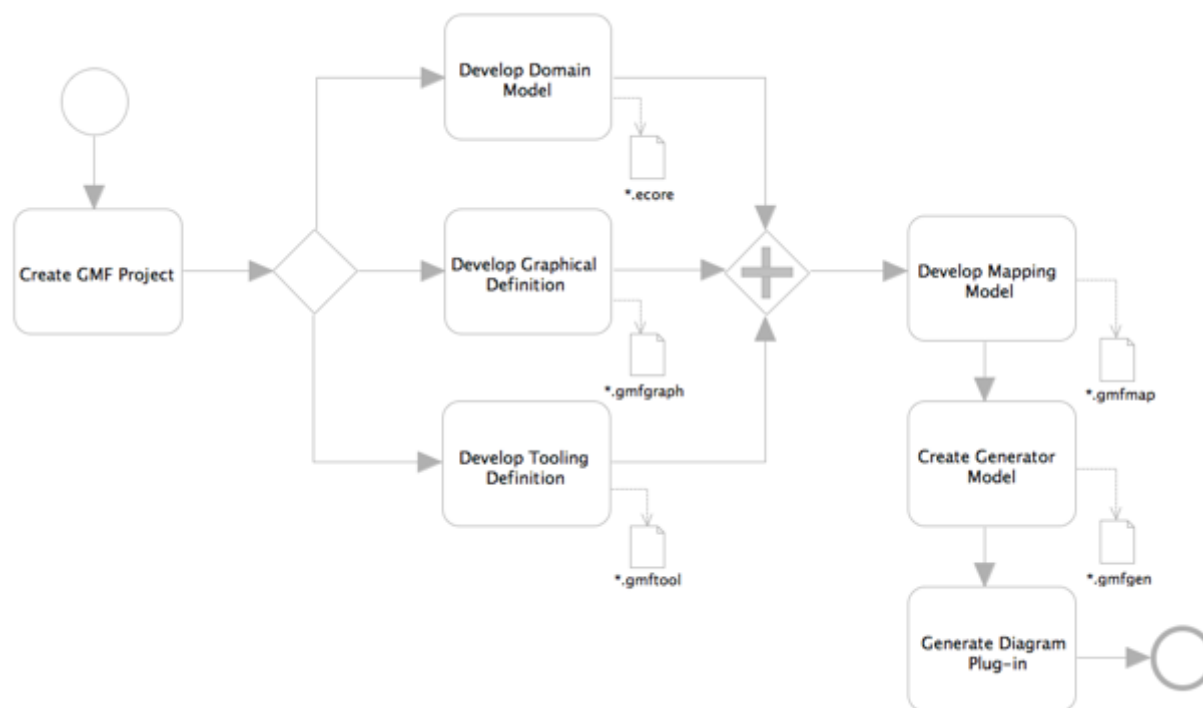 Develop Domain
Model
*.ecore
Create GMF Project
Develop Graphical
Definition
*.gmfgraph
Develop Tooling
Definition
*.gmftool
Develop Mapping
Model
*.gmfmap
Create Generator
Model
*.gmfgen
Generate Diagram
Plug-in